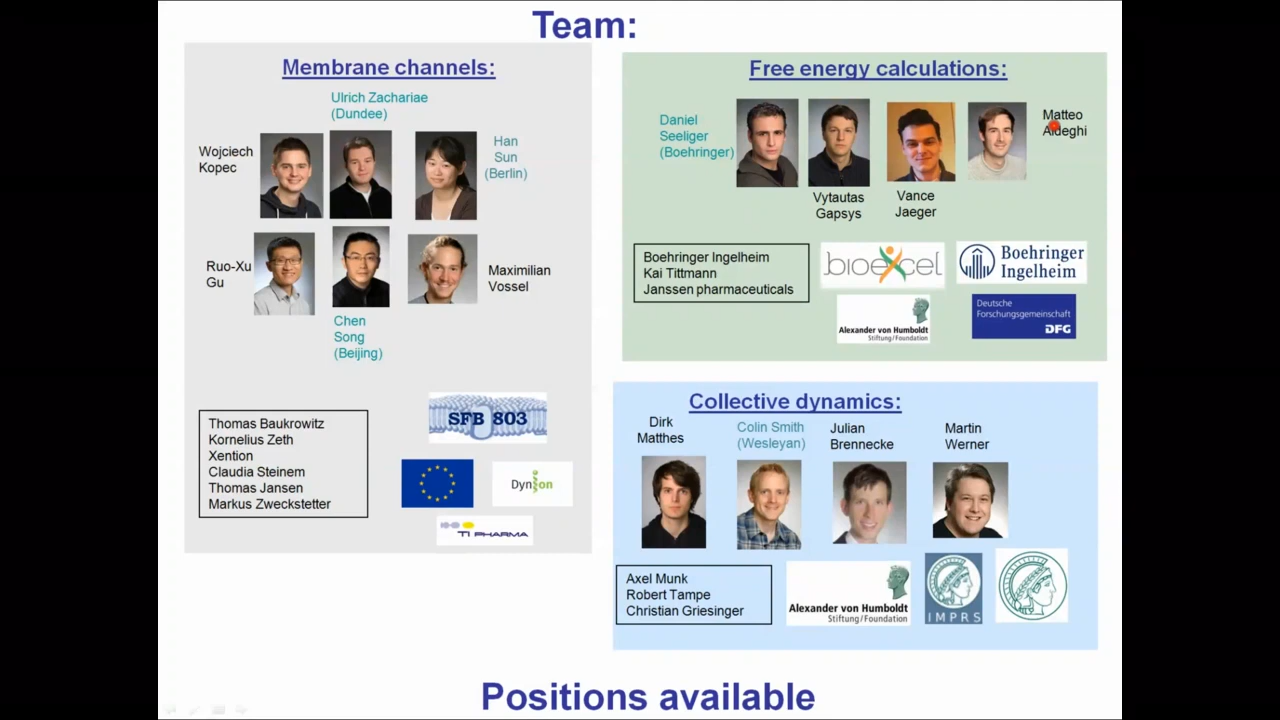 Team:
Membrane channels:
Ulrich Zachariae
(Dundee)
Wojciech
Kopec
Han
Sun
(Berlin)
Ruo-Xu
Gu
Maximilian
Vossel
Chen
Song
(Beijing)
Thomas Baukrowitz
Kornelius Zeth
Xention
Claudia Steinem
Thomas Jansen
Markus Zweckstetter
SFB 803
Dynion
TI PHARMA
Free energy calculations:
Daniel
Seeliger
(Boehringer)
Matteo
Aldeghi
Vytautas
Gapsys
Vance
Jaeger
Boehringer Ingelheim
Kai Tittmann
Janssen pharmaceuticals
bioexcel
Boehringer
Ingelheim
Alexander von Humboldt
Stiftung/Foundation
Deutsche
Forschungsgemeinschaft
DFG
Collective dynamics:
Dirk
Matthes
Colin Smith
(Wesleyan)
Julian
Brennecke
Martin
Werner
Axel Munk
Robert Tampe
Christian Griesinger
Alexander von Humboldt
Stiftung/Foundation
IMPRS
Positions available